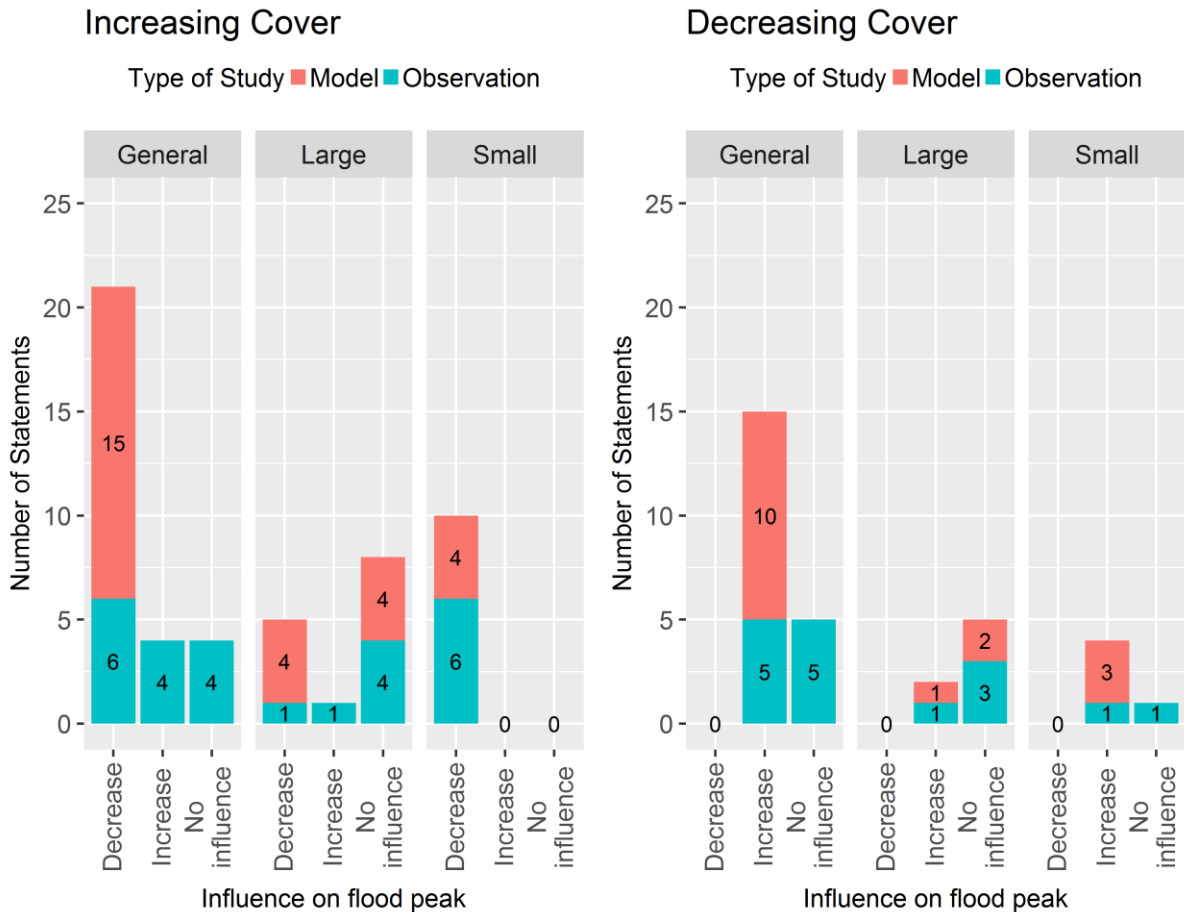 Increasing Cover
Type of Study Model Observation
General Large Small
25
20
15
10
5
0
Number of Statements
15
6
4
4
4
1
1
4
4
4
6
0
0
Decrease
Increase
No
influence
Decrease
Increase
No
influence
Decrease
Increase
No
influence
Influence on flood peak
Decreasing Cover
Type of Study Model Observation
General Large Small
25
20
15
10
5
0
Number of Statements
0
10
5
5
0
1
1
2
3
0
3
1
1
Decrease
Increase
No
influence
Decrease
Increase
No
influence
Decrease
Increase
No
influence
Influence on flood peak